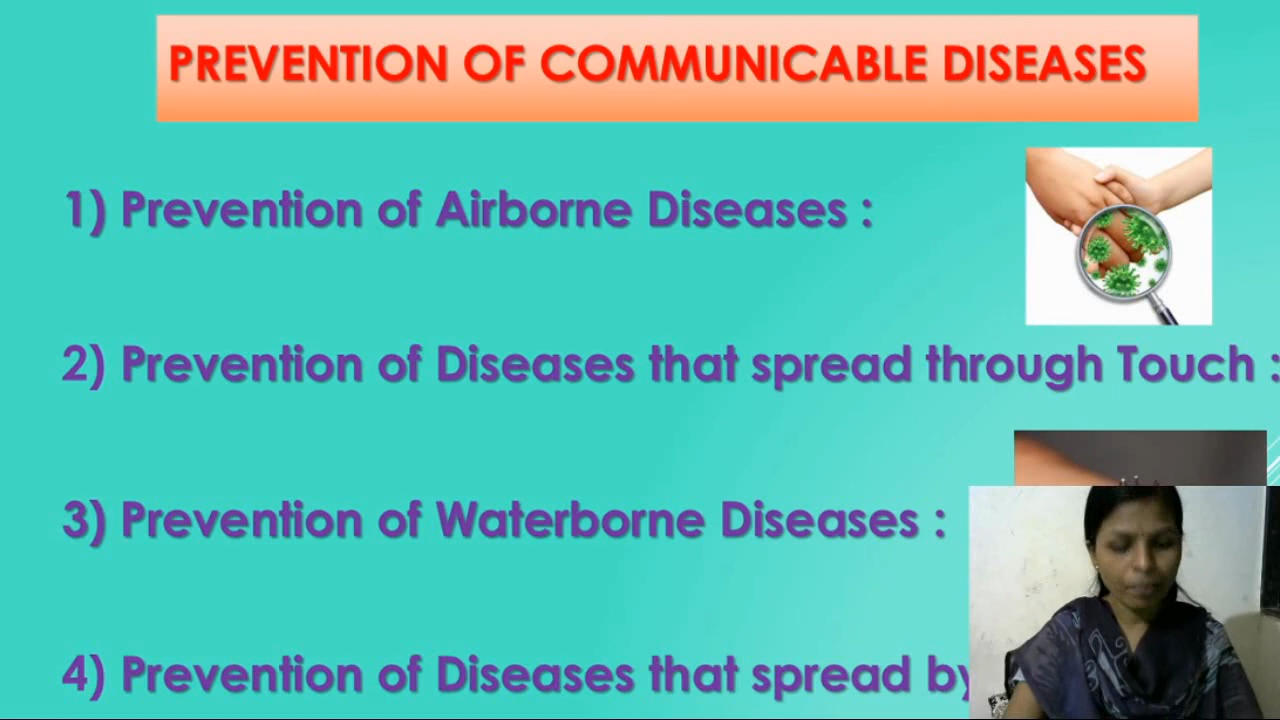 PREVENTION OF COMMUNICABLE DISEASES
1) Prevention of Airborne Diseases :
2) Prevention of Diseases that spread through Touch :
3) Prevention of Waterborne Diseases :
4) Prevention of Diseases that spread by